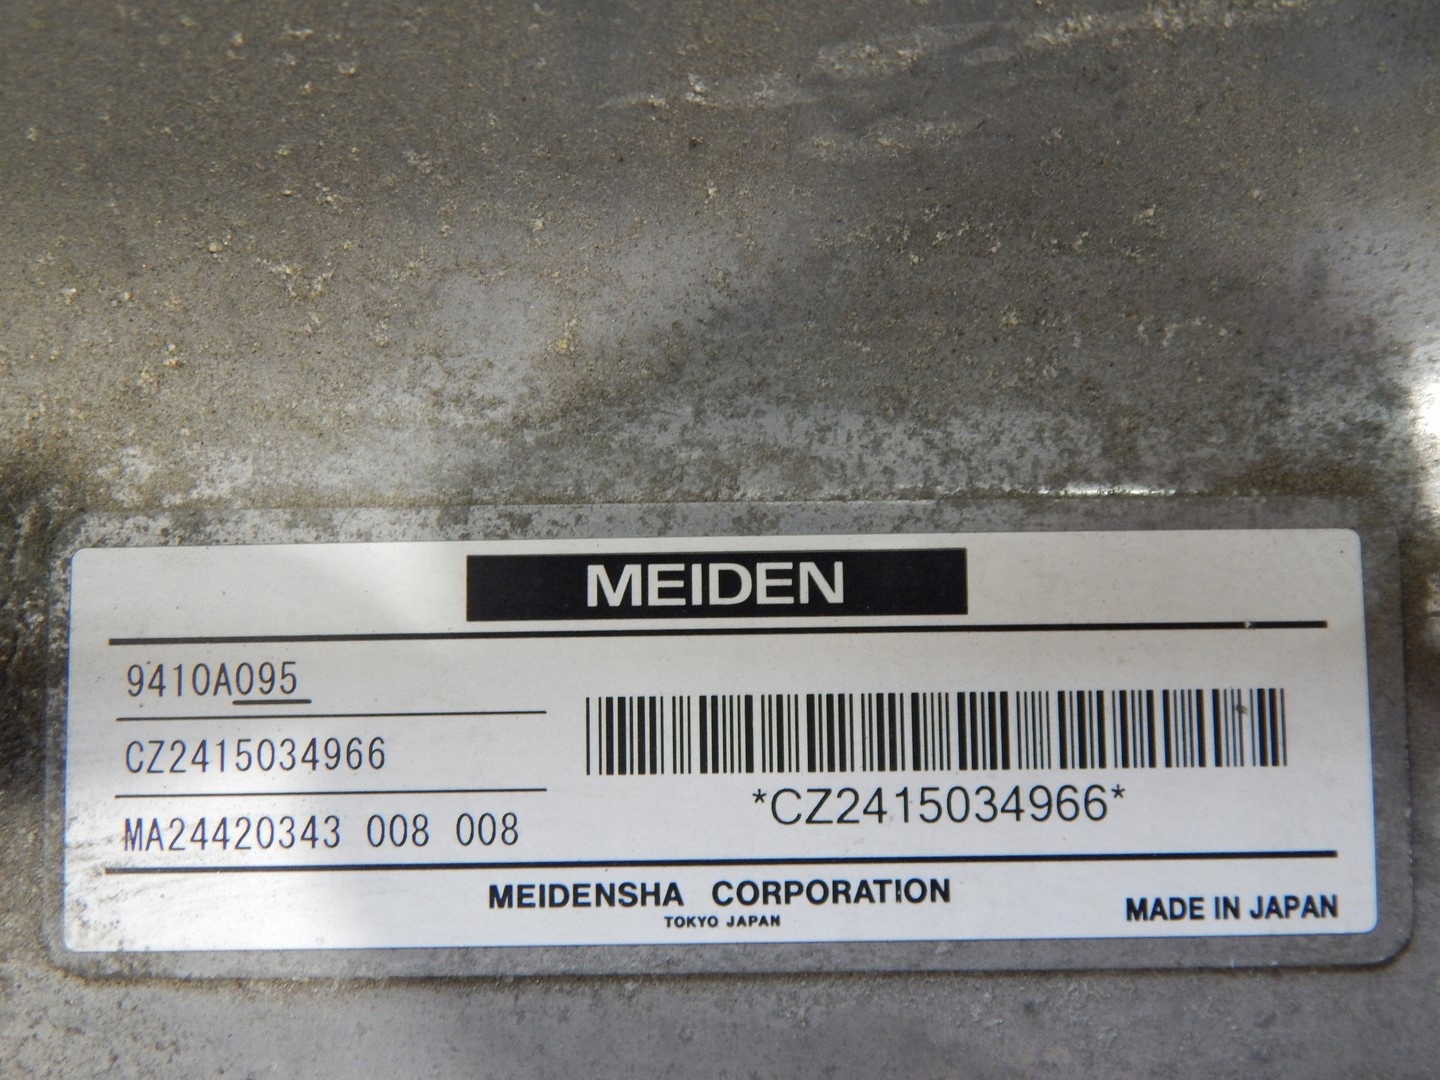 MEIDEN
9410A095
CZ2415034966
MA24420343 008 008
*CZ2415034966*
MEIDENSHA CORPORATION
TOKYO JAPAN
MADE IN JAPAN